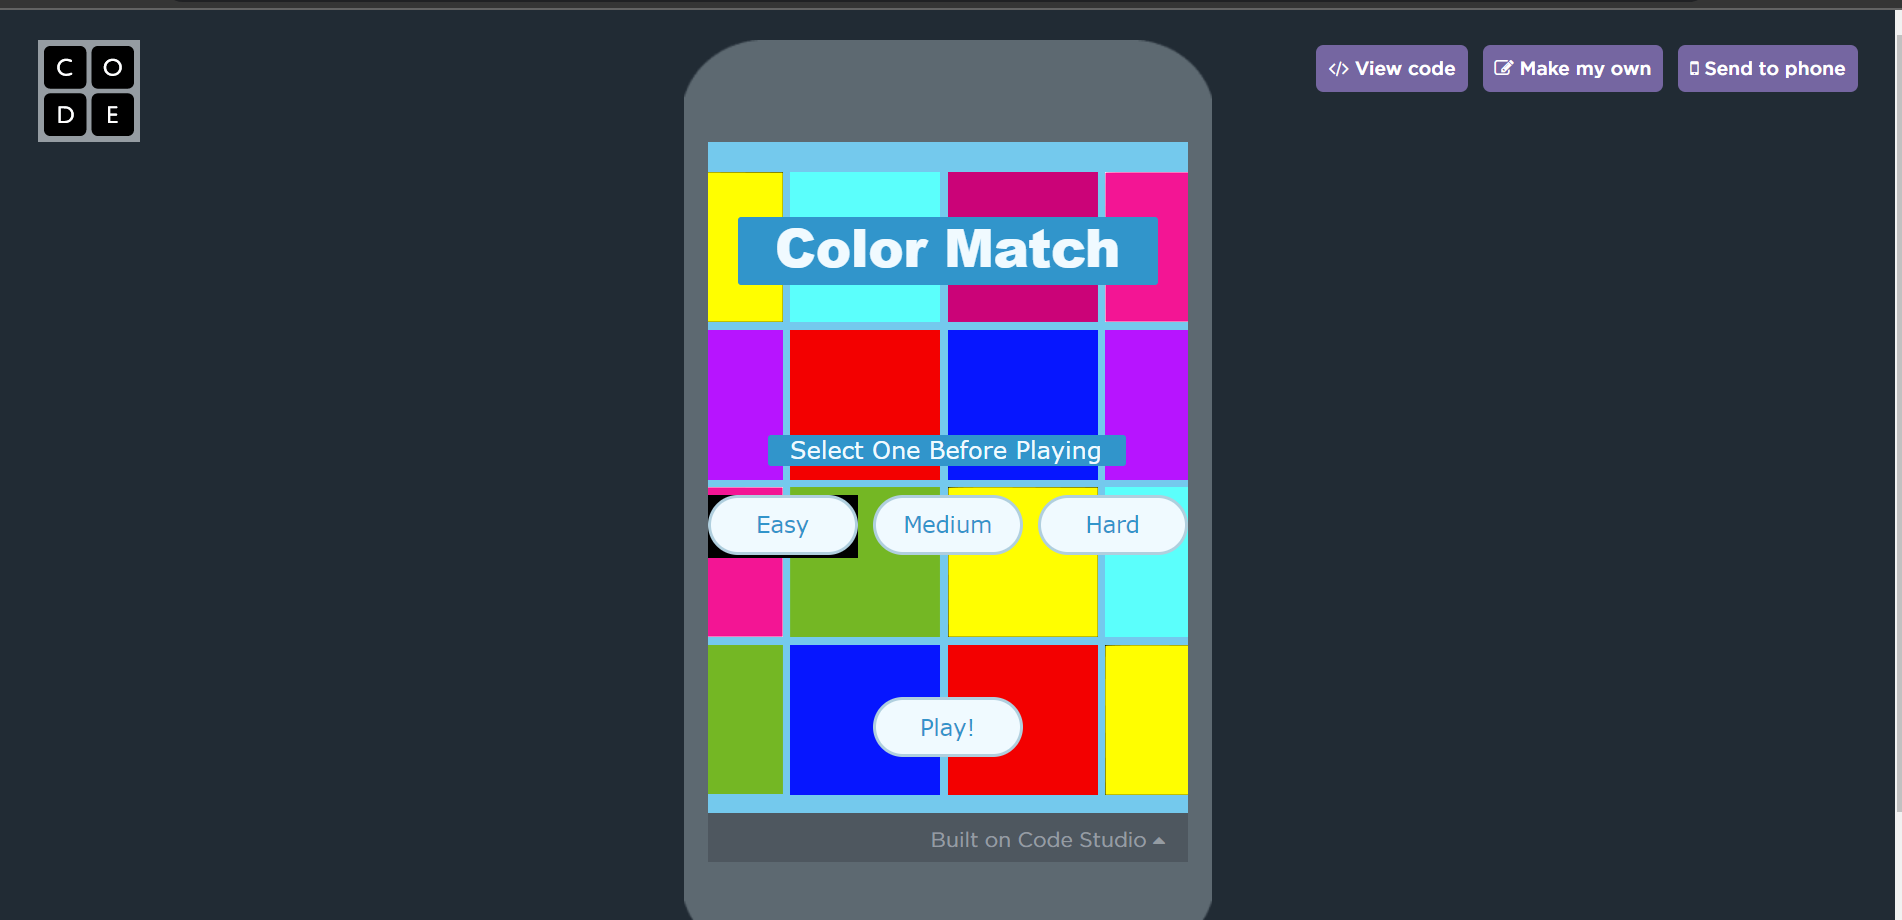 C O
D E
View code
Make my own
Send to phone
Color Match
Select One Before Playing
Easy
Medium
Hard
Play!
Built on Code Studio